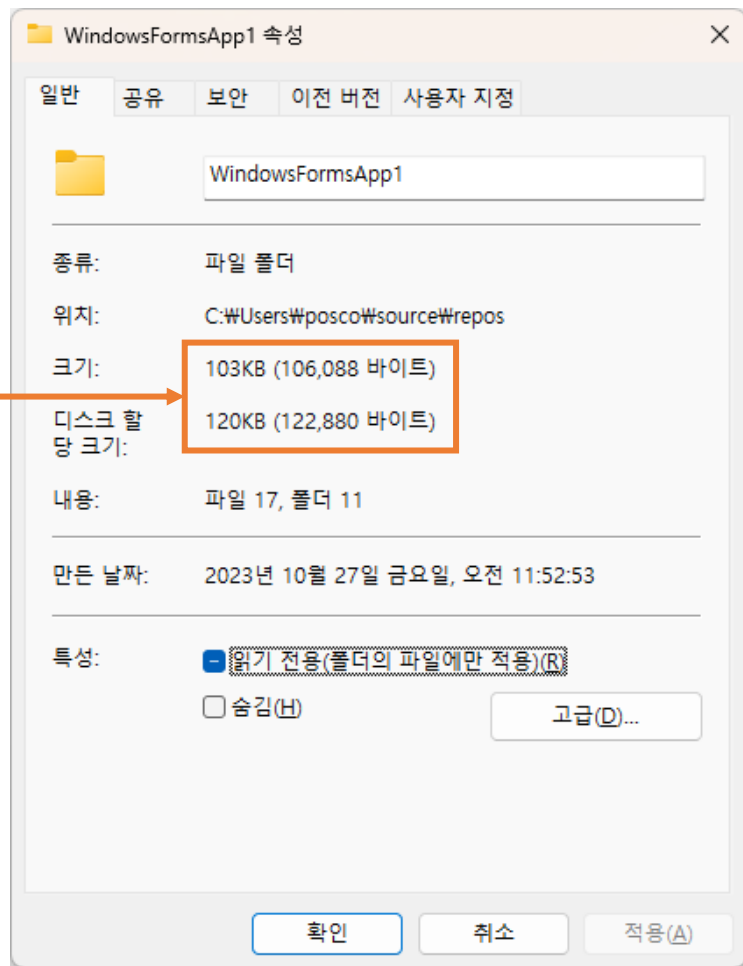 WindowsFormsApp1 속성
일반 공유 보안 이전 버전 사용자 지정
WindowsFormsApp1
종류: 파일 폴더
위치: C:₩Users₩posco₩source₩repos
크기: 103KB (106,088 바이트)
디스크 할 120KB (122,880 바이트)
당 크기:
내용: 파일 17, 폴더 11
만든 날짜: 2023년 10월 27일 금요일, 오전 11:52:53
특성: 읽기 전용(폴더의 파일에만 적용)(R)
숨김(H) 고급(D)...
확인 취소 적용(A)